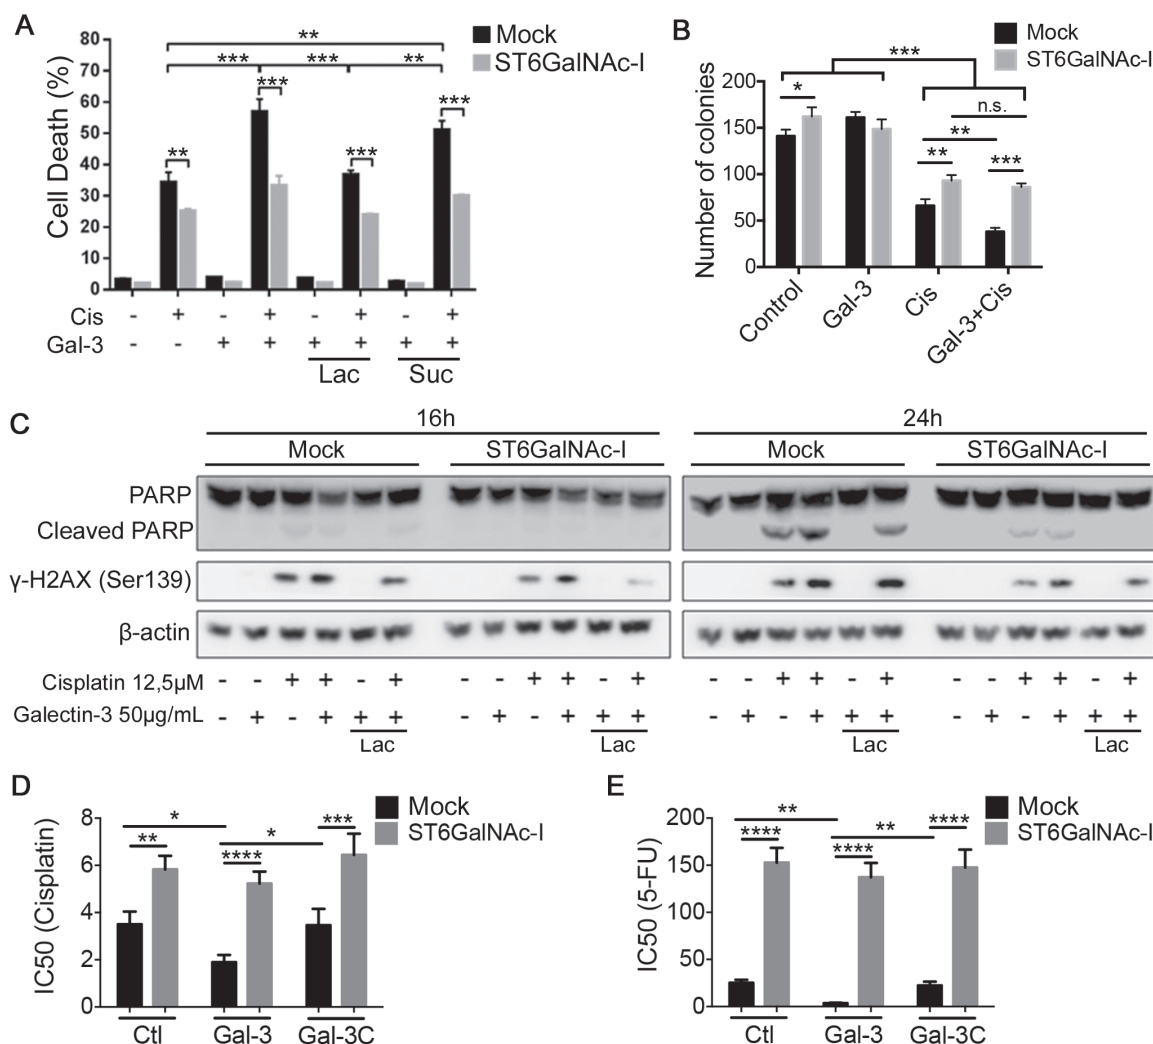 A
Mock
ST6GalNAc-I
Cell Death (%)
80
70
60
50
40
30
20
10
0
**
*** *** **
** *** *** ***
Cis - + - + - + - +
Gal-3 - - + + + + + +
Lac Suc
B
Mock
ST6GalNAc-I
Number of colonies
200
150
100
50
0
***
*
n.s.
**
** ***
Control Gal-3 Cis Gal-3+Cis
C
16h 24h
Mock ST6GalNAc-I Mock ST6GalNAc-I
PARP
Cleaved PARP
γ-H2AX (Ser139)
β-actin
Cisplatin 12,5µM - - + + - + - - + + - + - - + + - + - - + + - +
Galectin-3 50µg/mL - + - + + + - + - + + + - + - + + + - + - + + +
Lac Lac Lac Lac
D
Mock
ST6GalNAc-I
IC50 (Cisplatin)
8
6
4
2
0
* * ***
** ****
Ctl Gal-3 Gal-3C
E
Mock
ST6GalNAc-I
IC50 (5-FU)
200
150
100
50
0
** ** ****
**** ****
Ctl Gal-3 Gal-3C